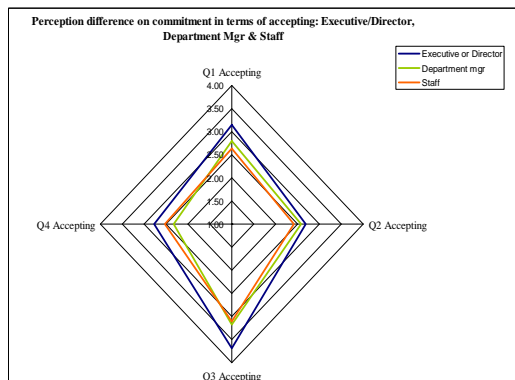 Perception difference on commitment in terms of accepting: Executive/Director,
Department Mgr & Staff
Executive or Director
Department mgr
Staff
Q1 Accepting
4.00
3.50
3.00
2.50
2.00
1.50
1.00
Q4 Accepting
Q2 Accepting
Q3 Accepting